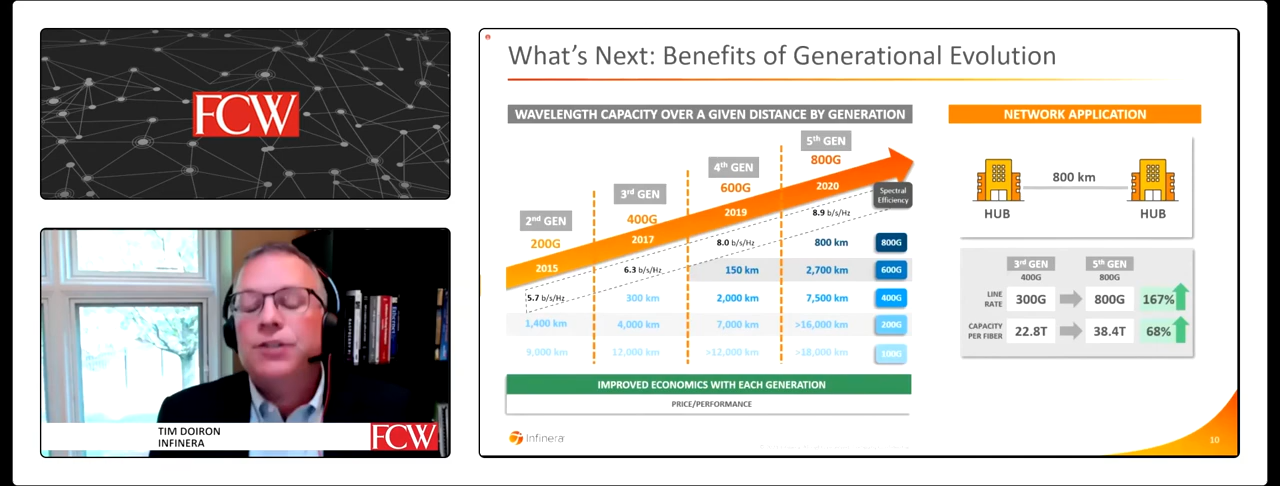 FCW
TIM DOIRON
INFINERA
FCW
What's Next: Benefits of Generational Evolution
WAVELENGTH CAPACITY OVER A GIVEN DISTANCE BY GENERATION
5th GEN
800G
4th GEN
600G
3rd GEN
400G
2nd GEN
200G
2015
2017
2019
2020
Spectral
Efficiency
5.7 b/s/Hz
6.3 b/s/Hz
8.0 b/s/Hz
8.9 b/s/Hz
800 km 800G
150 km 2,700 km 600G
300 km 2,000 km 7,500 km 400G
1,400 km 4,000 km 7,000 km >16,000 km 200G
9,000 km 12,000 km >12,000 km >18,000 km 100G
IMPROVED ECONOMICS WITH EACH GENERATION
PRICE/PERFORMANCE
Infinera
NETWORK APPLICATION
800 km
HUB HUB
3rd GEN 5th GEN
400G 800G
LINE
RATE
300G 800G 167%
CAPACITY
PER FIBER
22.8T 38.4T 68%
10